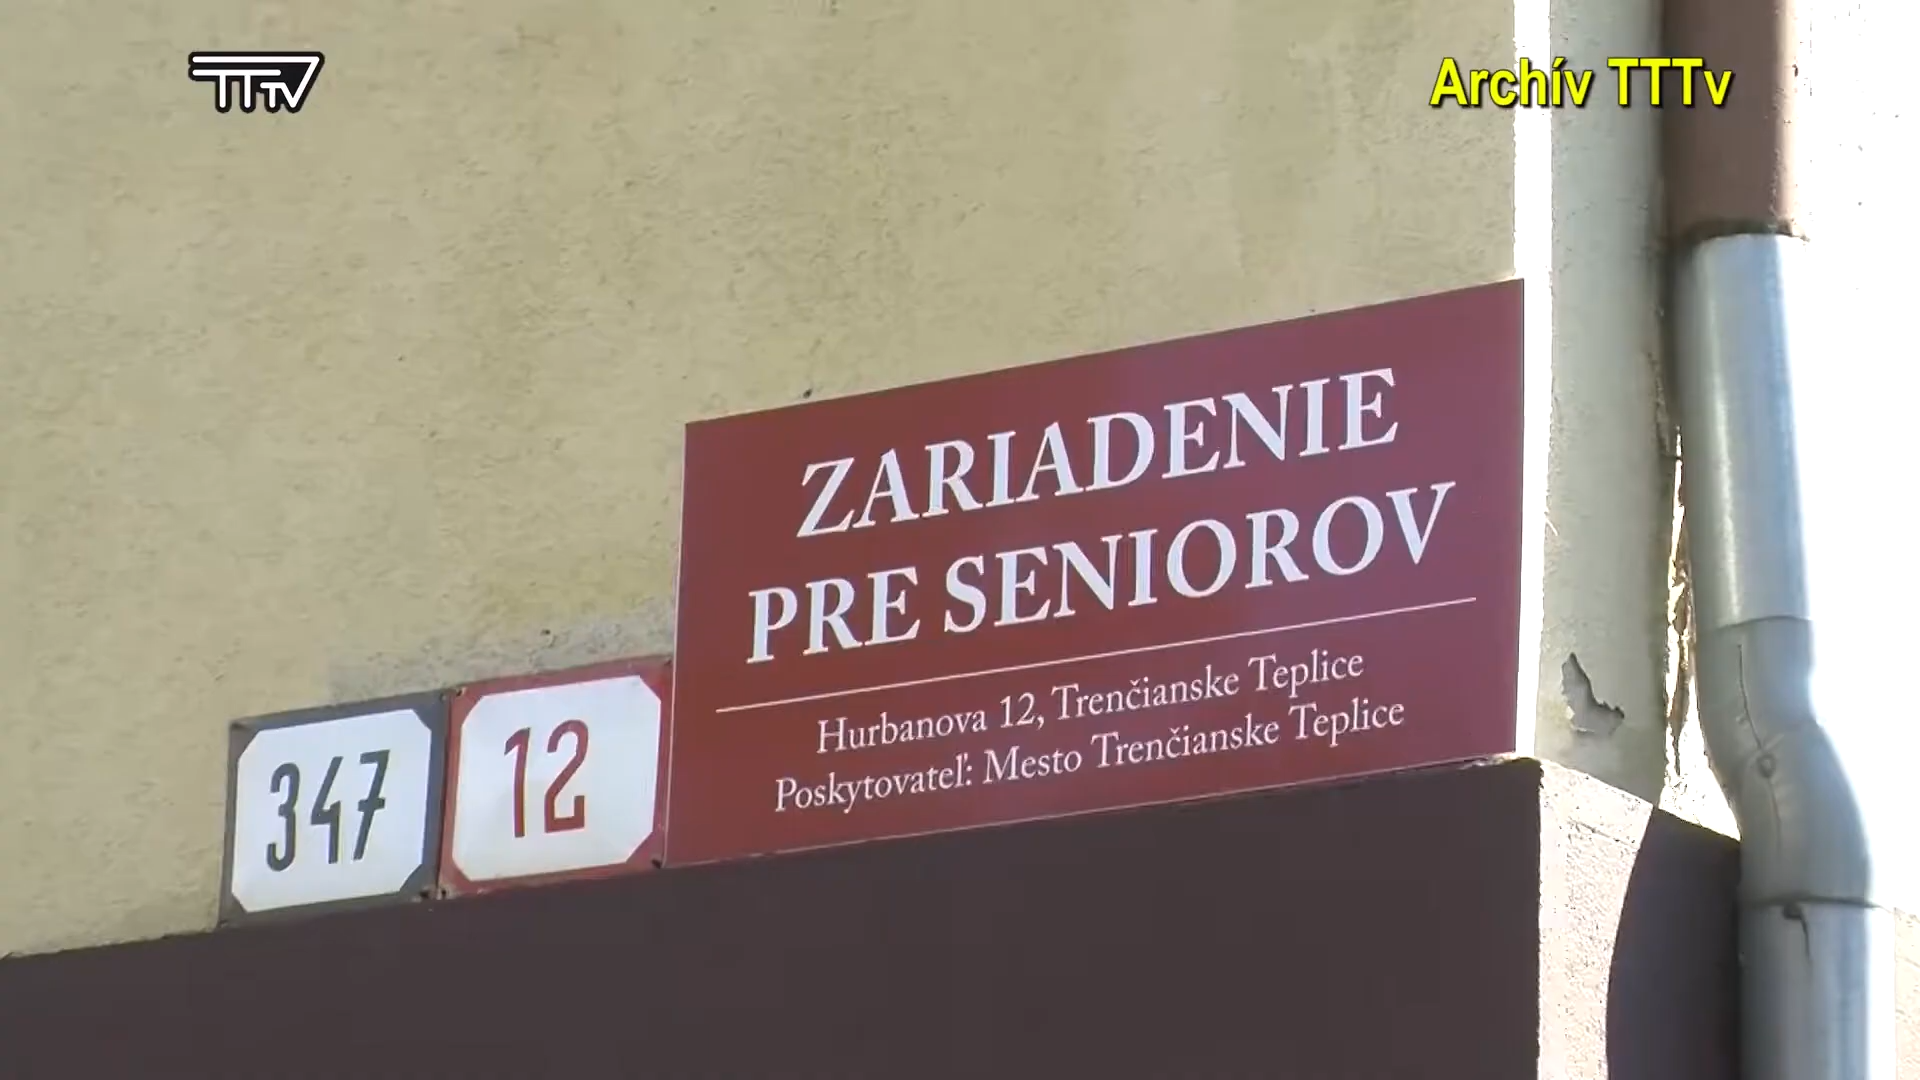 TTTv
Archív TTTv
ZARIADENIE
PRE SENIOROV
Hurbanova 12, Trenčianske Teplice
Poskytovateľ: Mesto Trenčianske Teplice
347
12